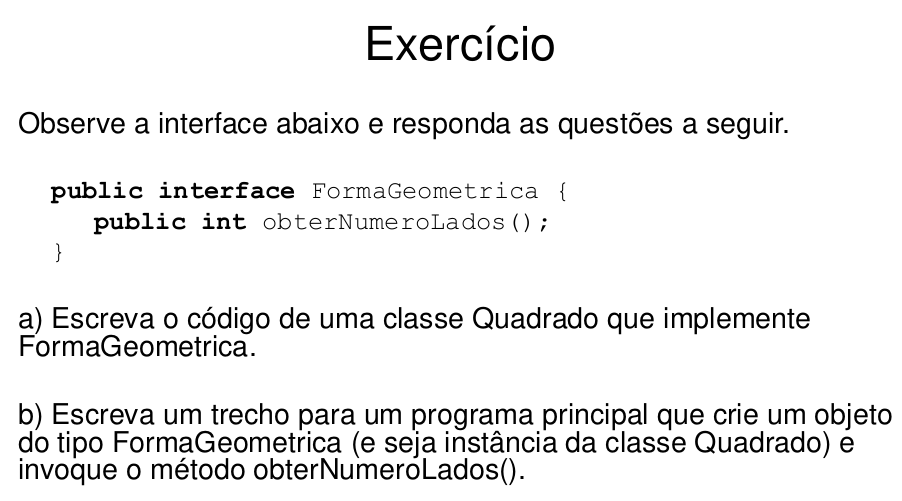 Exercício
Observe a interface abaixo e responda as questões a seguir.
public interface FormaGeometrica {
public int obterNumeroLados();
}
a) Escreva o código de uma classe Quadrado que implemente
FormaGeometrica.
b) Escreva um trecho para um programa principal que crie um objeto
do tipo FormaGeometrica (e seja instância da classe Quadrado) e
invoque o método obterNumeroLados().